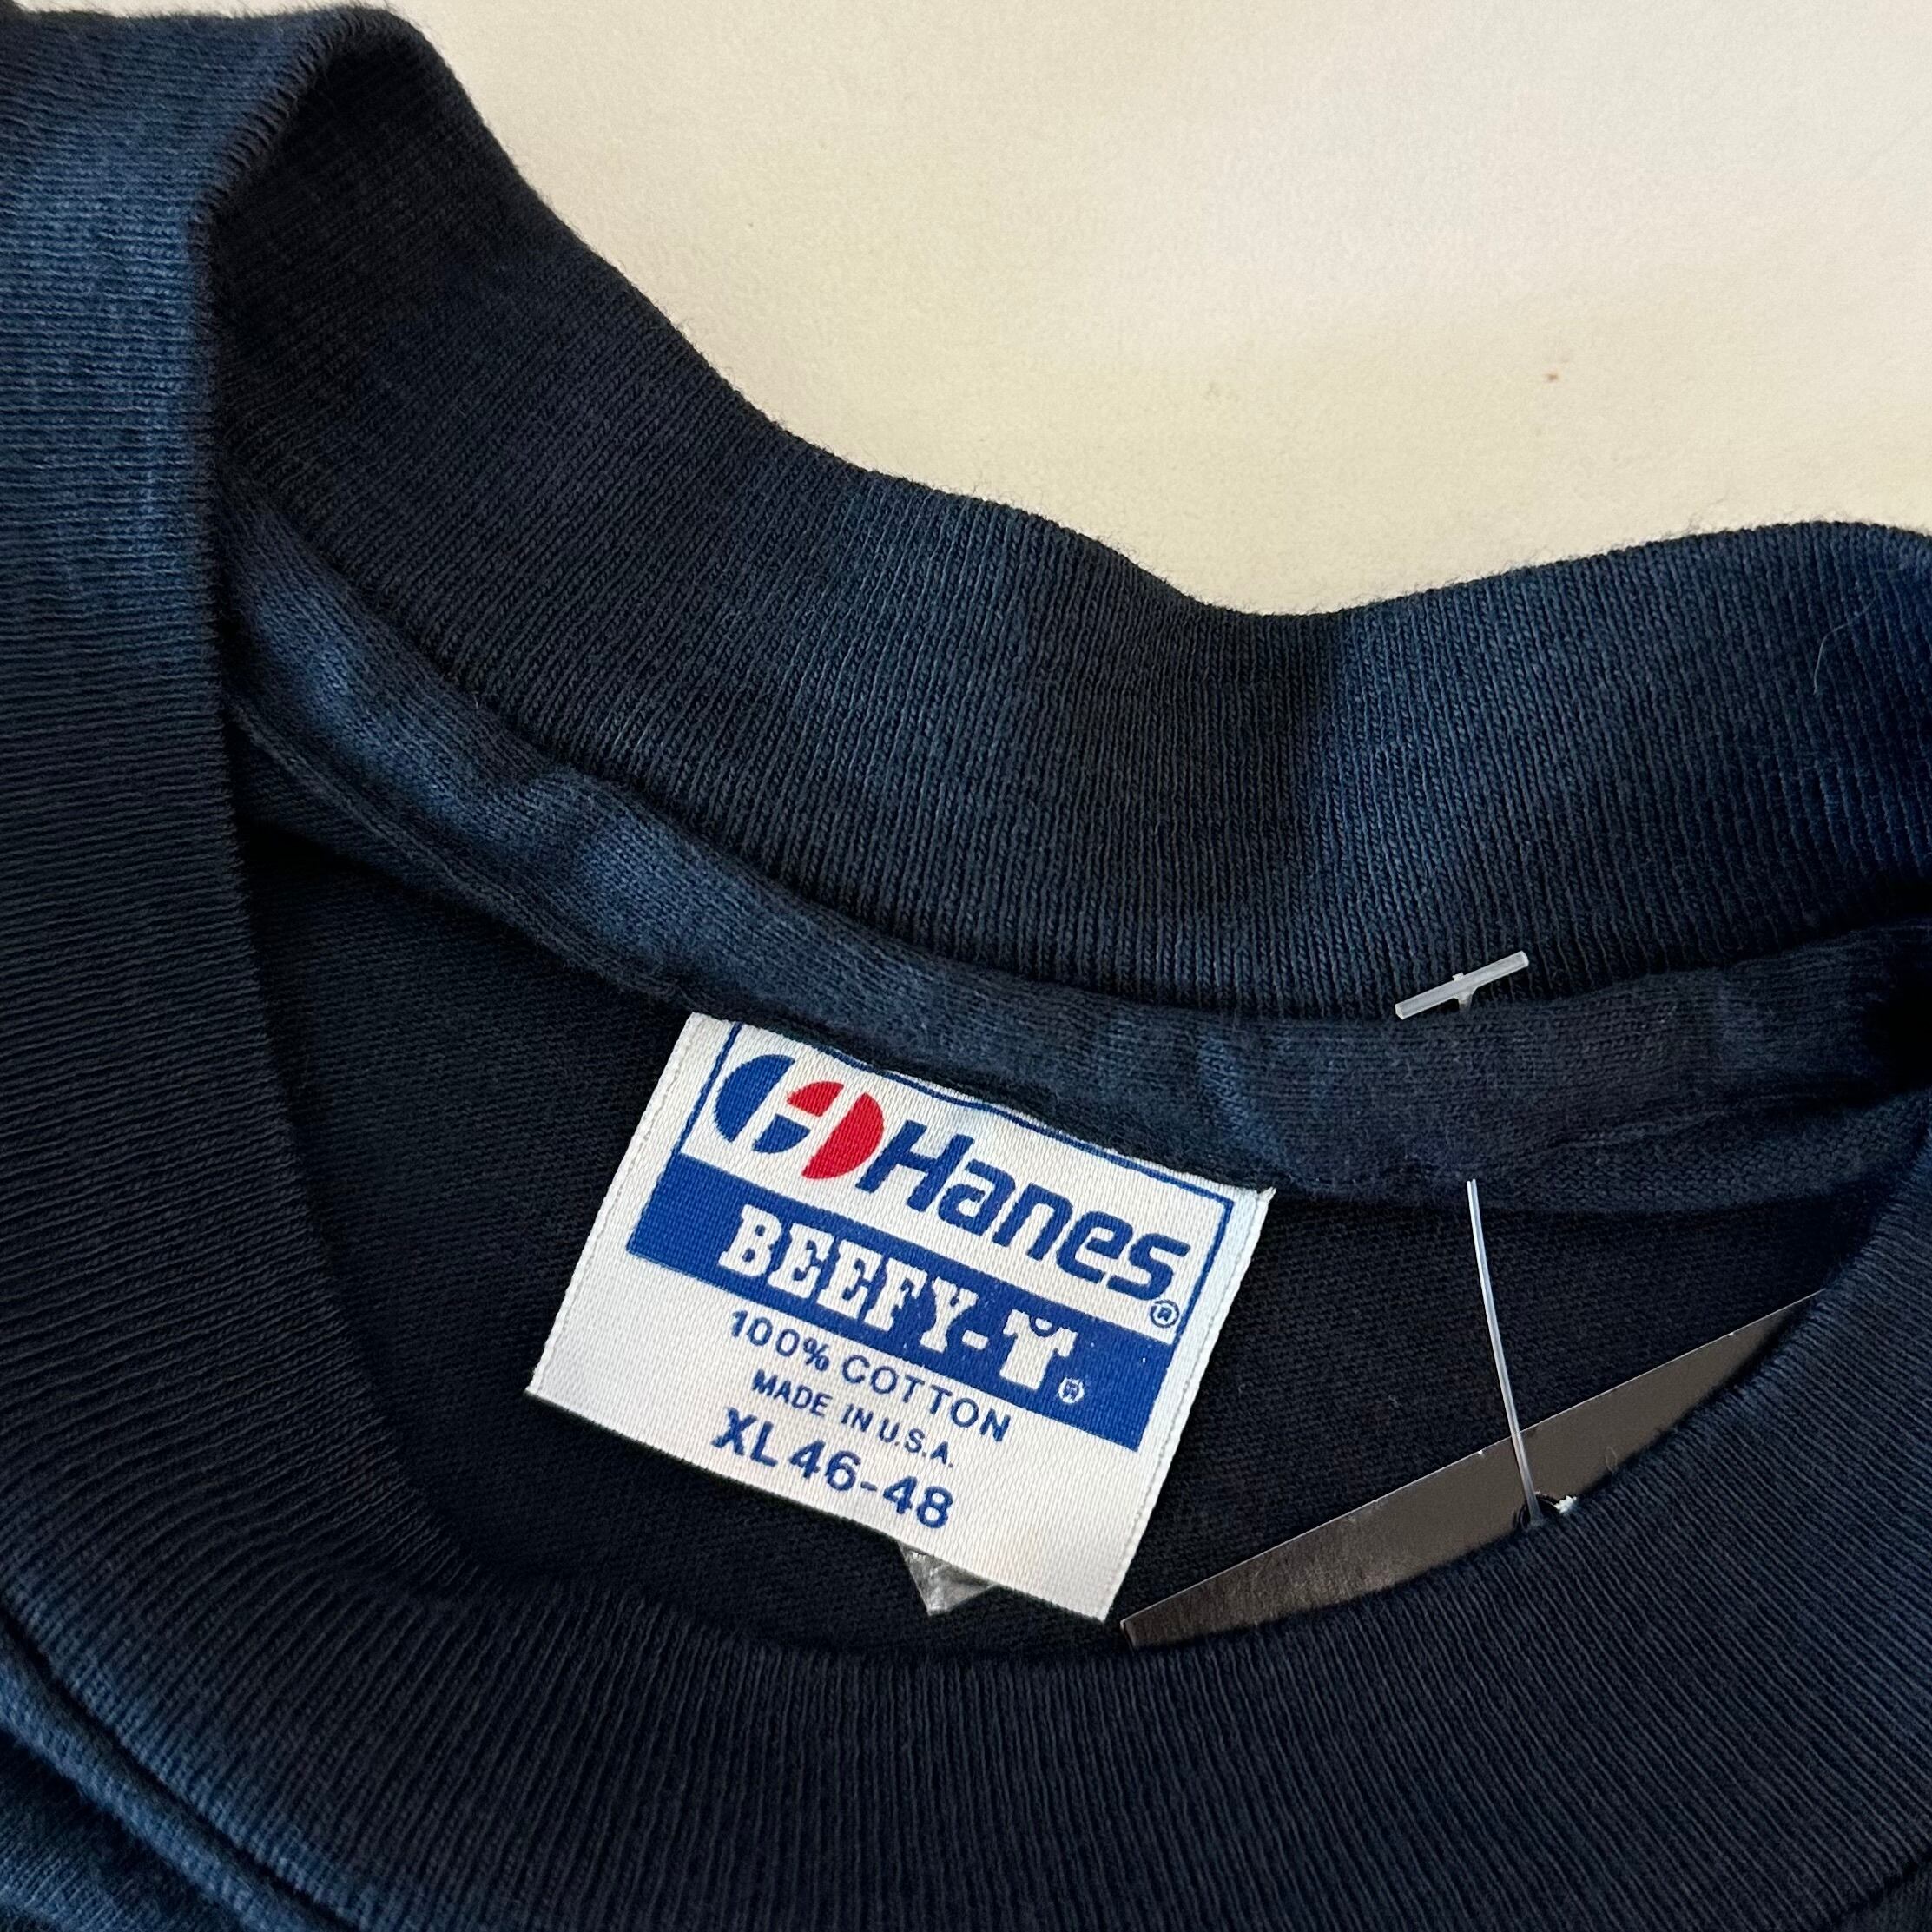 Hanes®
BEEFY-T®
100% COTTON
MADE IN U.S.A.
XL 46-48